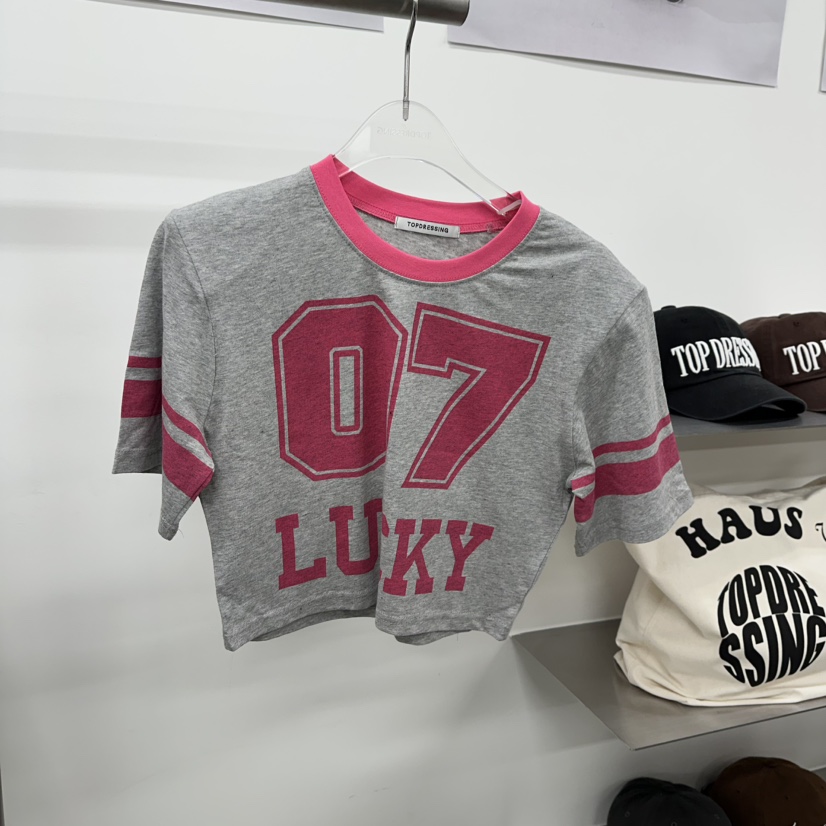 TOPDRESSING
07
LUCKY
TOP DRESS
TOP
HAUS
TOPDRE
SSING